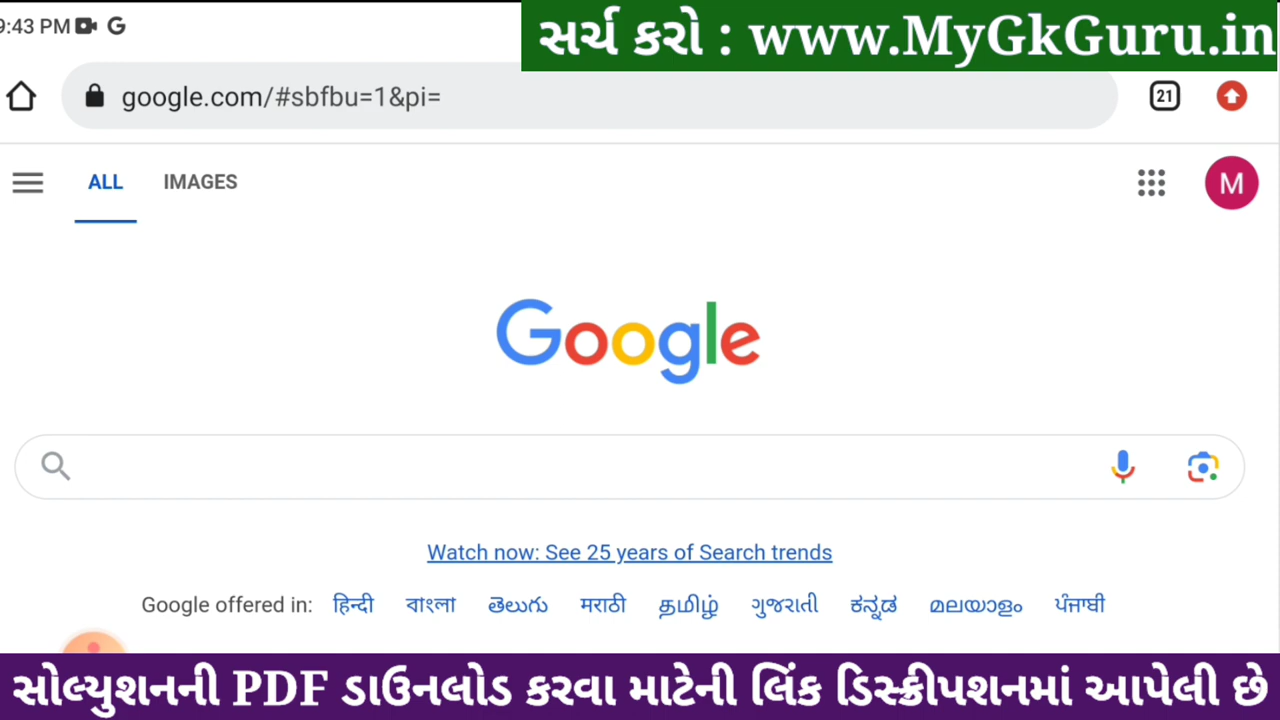 9:43 PM G
સર્ચ કરો : www.MyGkGuru.in
google.com/#sbfbu=1&pi=
21
ALL IMAGES
M
Google
Watch now: See 25 years of Search trends
Google offered in: हिन्दी বাংলা తెలుగు मराठी தமிழ் ગુજરાતી ಕನ್ನಡ മലയാളം ਪੰਜਾਬੀ
સોલ્યુશનની PDF ડાઉનલોડ કરવા માટેની લિંક ડિસ્ક્રીપશનમાં આપેલી છે